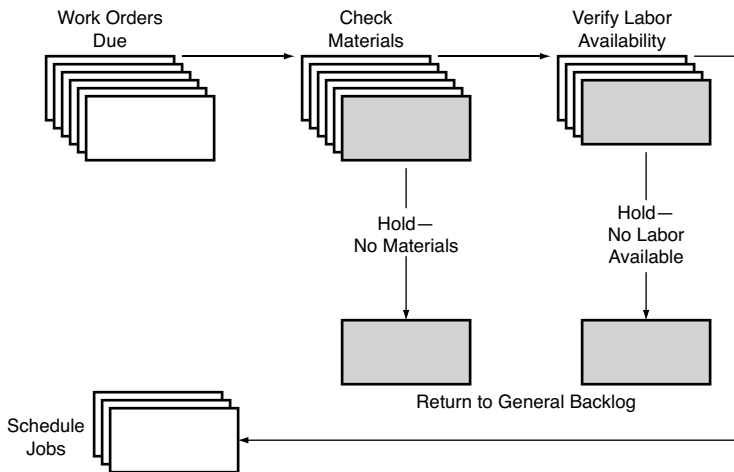 Work Orders
Due
Check
Materials
Verify Labor
Availability
Hold—
No Materials
Hold—
No Labor
Available
Return to General Backlog
Schedule
Jobs